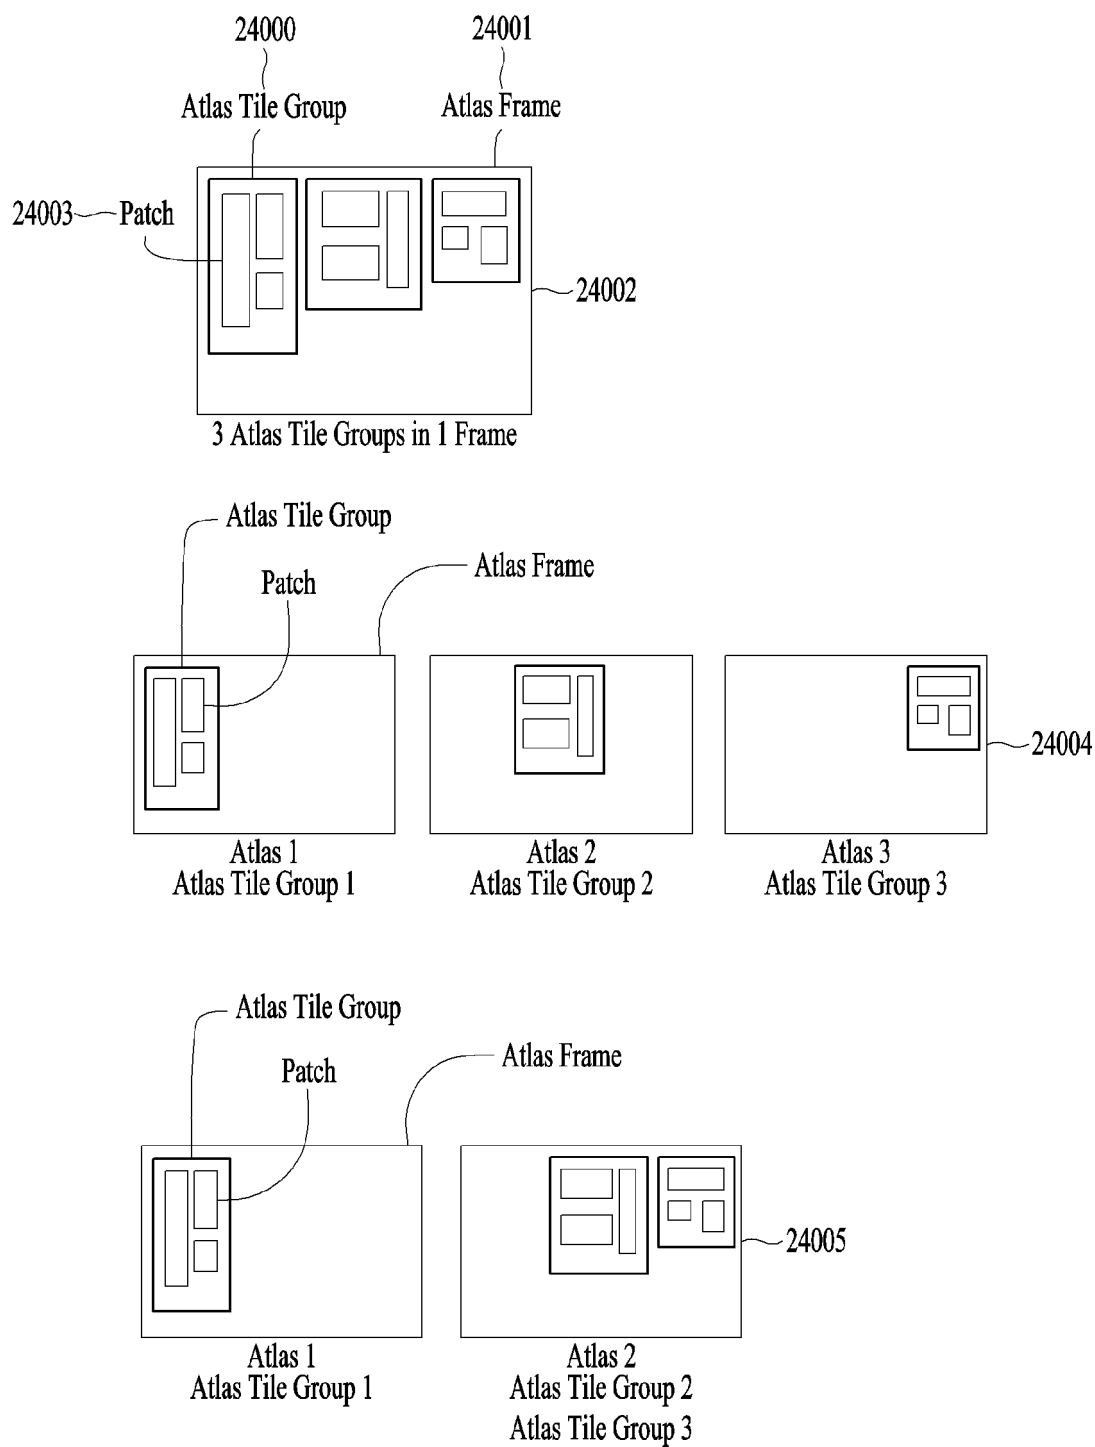 24000
24001
Atlas Tile Group
Atlas Frame
24003
Patch
24002
3 Atlas Tile Groups in 1 Frame
Atlas Tile Group
Atlas Frame
Patch
24004
Atlas 1
Atlas Tile Group 1
Atlas 2
Atlas Tile Group 2
Atlas 3
Atlas Tile Group 3
Atlas Tile Group
Atlas Frame
Patch
24005
Atlas 1
Atlas Tile Group 1
Atlas 2
Atlas Tile Group 2
Atlas Tile Group 3